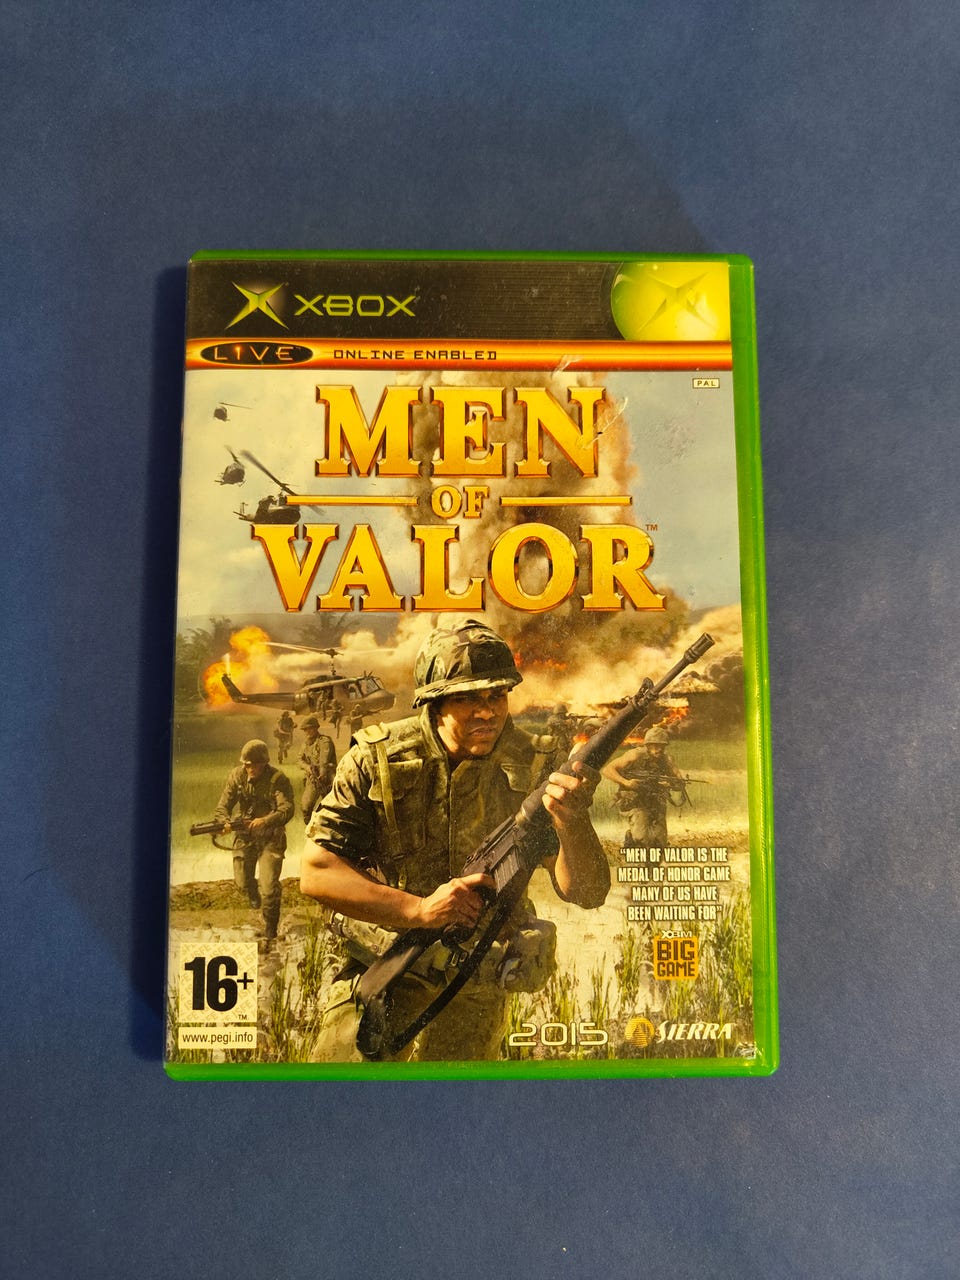 XBOX
LIVE ONLINE ENABLED
PAL
MEN
OF
VALOR™
"MEN OF VALOR IS THE
MEDAL OF HONOR GAME
MANY OF US HAVE
BEEN WAITING FOR"
XBM
BIG
GAME
16+
TM
www.pegi.info
2015
SIERRA